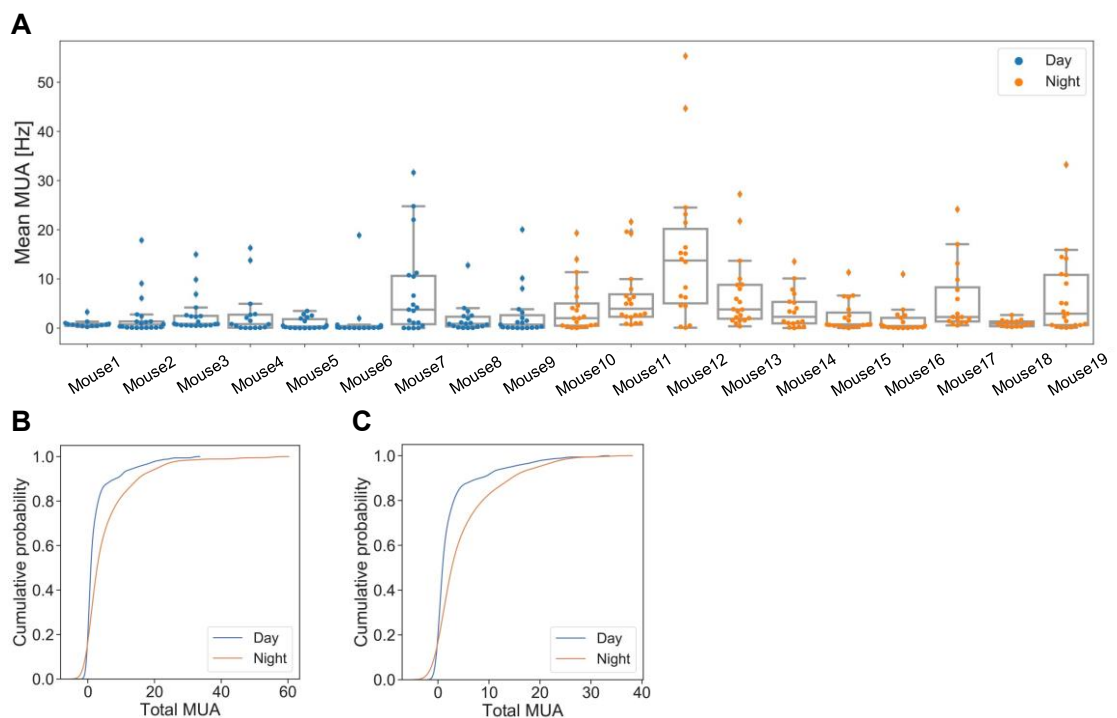 A
Mean MUA [Hz]
50
40
30
20
10
0
Day
Night
Mouse1 Mouse2 Mouse3 Mouse4 Mouse5 Mouse6 Mouse7 Mouse8 Mouse9 Mouse10 Mouse11 Mouse12 Mouse13 Mouse14 Mouse15 Mouse16 Mouse17 Mouse18 Mouse19
B
Cumulative probability
1.0
0.8
0.6
0.4
0.2
0.0
Day
Night
0 20 40 60
Total MUA
C
Cumulative probability
1.0
0.8
0.6
0.4
0.2
0.0
Day
Night
0 10 20 30 40
Total MUA